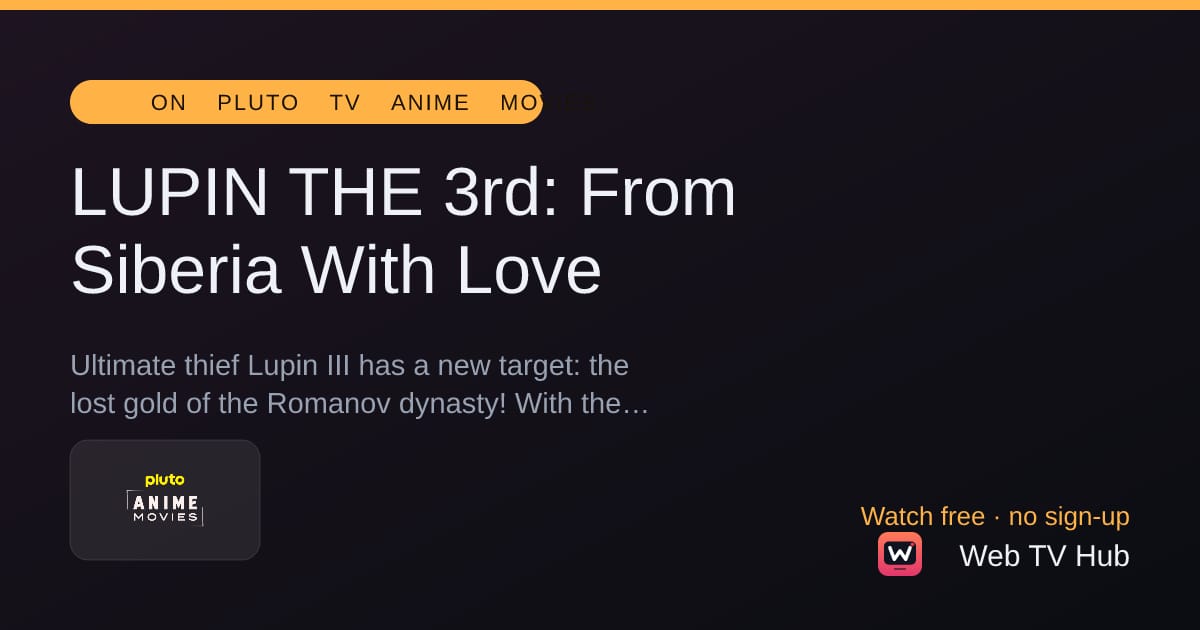 ON PLUTO TV ANIME MOVIES
LUPIN THE 3rd: From
Siberia With Love
Ultimate thief Lupin III has a new target: the
lost gold of the Romanov dynasty! With the…
pluto
ANIME
MOVIES
Watch free · no sign-up
W
Web TV Hub